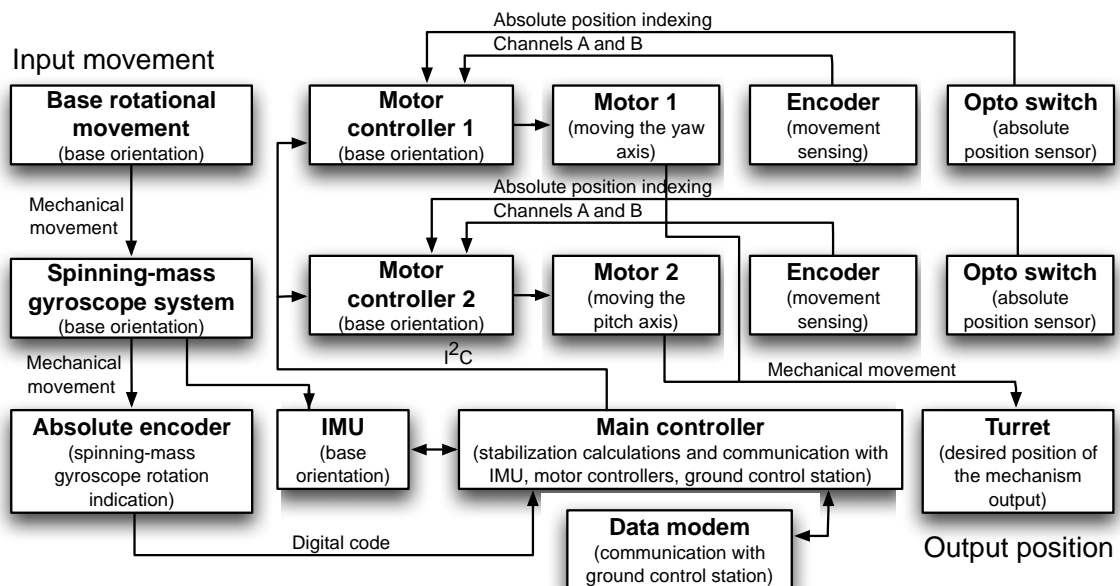 Absolute position indexing
Channels A and B
Input movement
Base rotational
movement
(base orientation)
Motor
controller 1
(base orientation)
Motor 1
(moving the yaw
axis)
Encoder
(movement
sensing)
Opto switch
(absolute
position sensor)
Mechanical
movement
Absolute position indexing
Channels A and B
Spinning-mass
gyroscope system
(base orientation)
Motor
controller 2
(base orientation)
Motor 2
(moving the
pitch axis)
Encoder
(movement
sensing)
Opto switch
(absolute
position sensor)
Mechanical
movement
I²C
Mechanical movement
Absolute encoder
(spinning-mass
gyroscope rotation
indication)
IMU
(base
orientation)
Main controller
(stabilization calculations and communication with
IMU, motor controllers, ground control station)
Turret
(desired position of
the mechanism
output)
Digital code
Data modem
(communication with
ground control station)
Output position